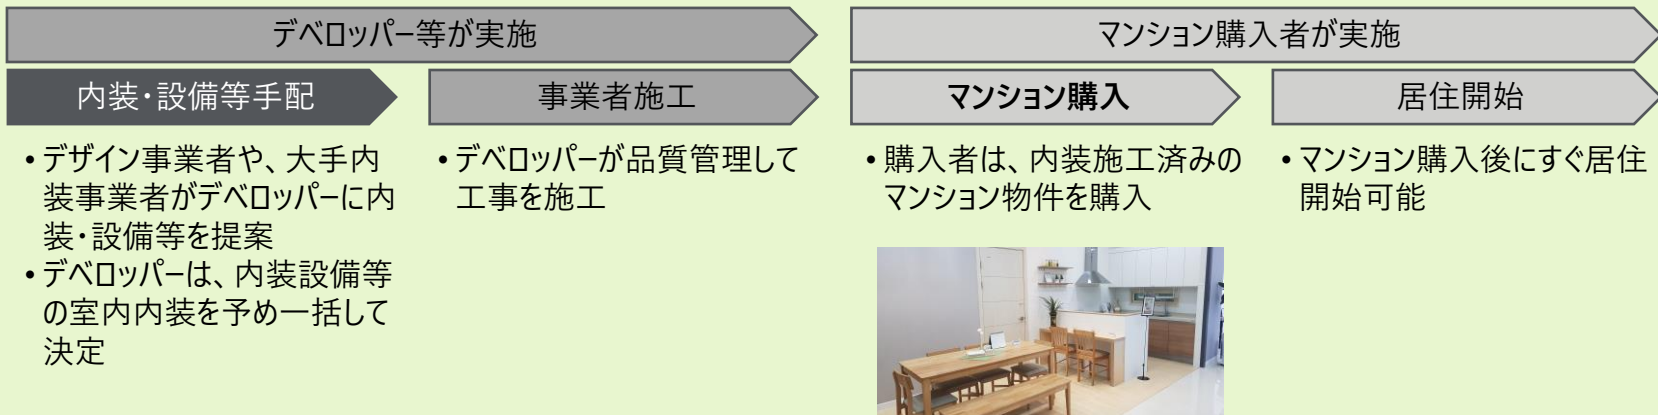 デベロッパー等が実施
マンション購入者が実施
内装・設備等手配
事業者施工
マンション購入
居住開始
• デザイン事業者や、大手内
装事業者がデベロッパーに内
装・設備等を提案
• デベロッパーは、内装設備等
の室内内装を予め一括して
決定
• デベロッパーが品質管理して
工事を施工
• 購入者は、内装施工済みの
マンション物件を購入
• マンション購入後にすぐ居住
開始可能